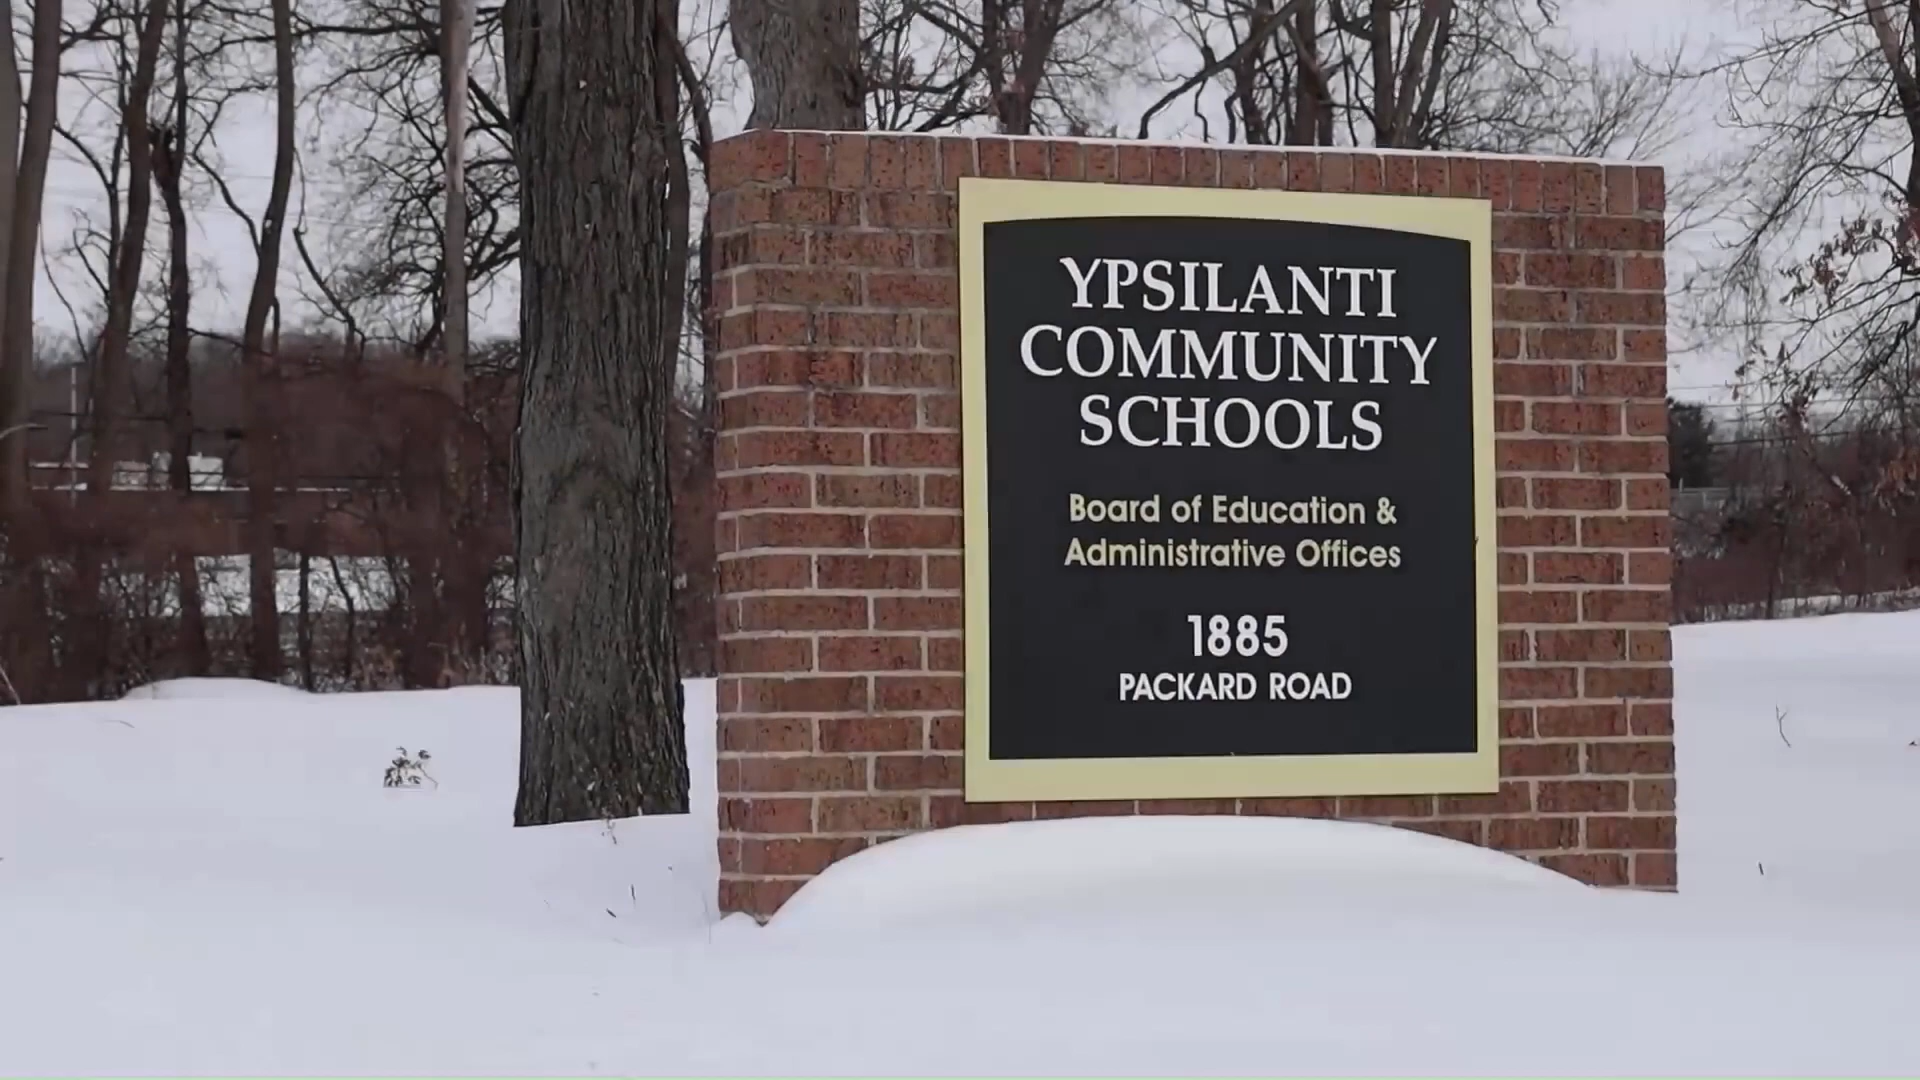 YPSILANTI
COMMUNITY
SCHOOLS
Board of Education &
Administrative Offices
1885
PACKARD ROAD